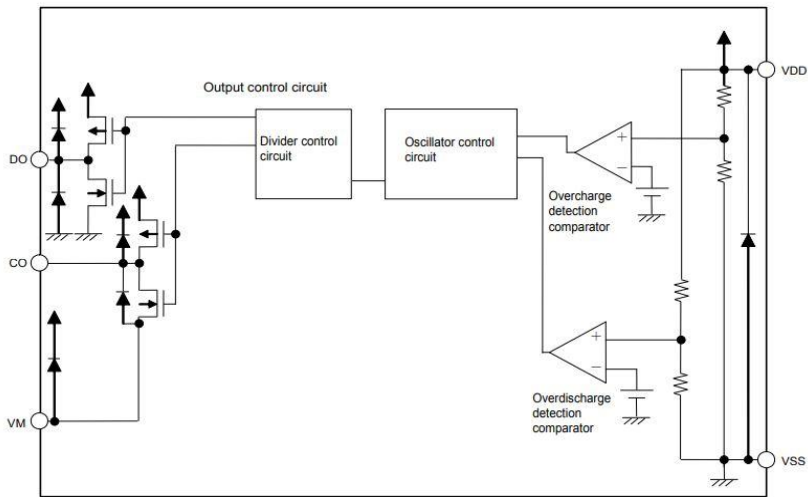 Output control circuit
VDD
Divider control
circuit
Oscillator control
circuit
+
−
DO
Overcharge
detection
comparator
CO
+
−
Overdischarge
detection
comparator
VM
VSS